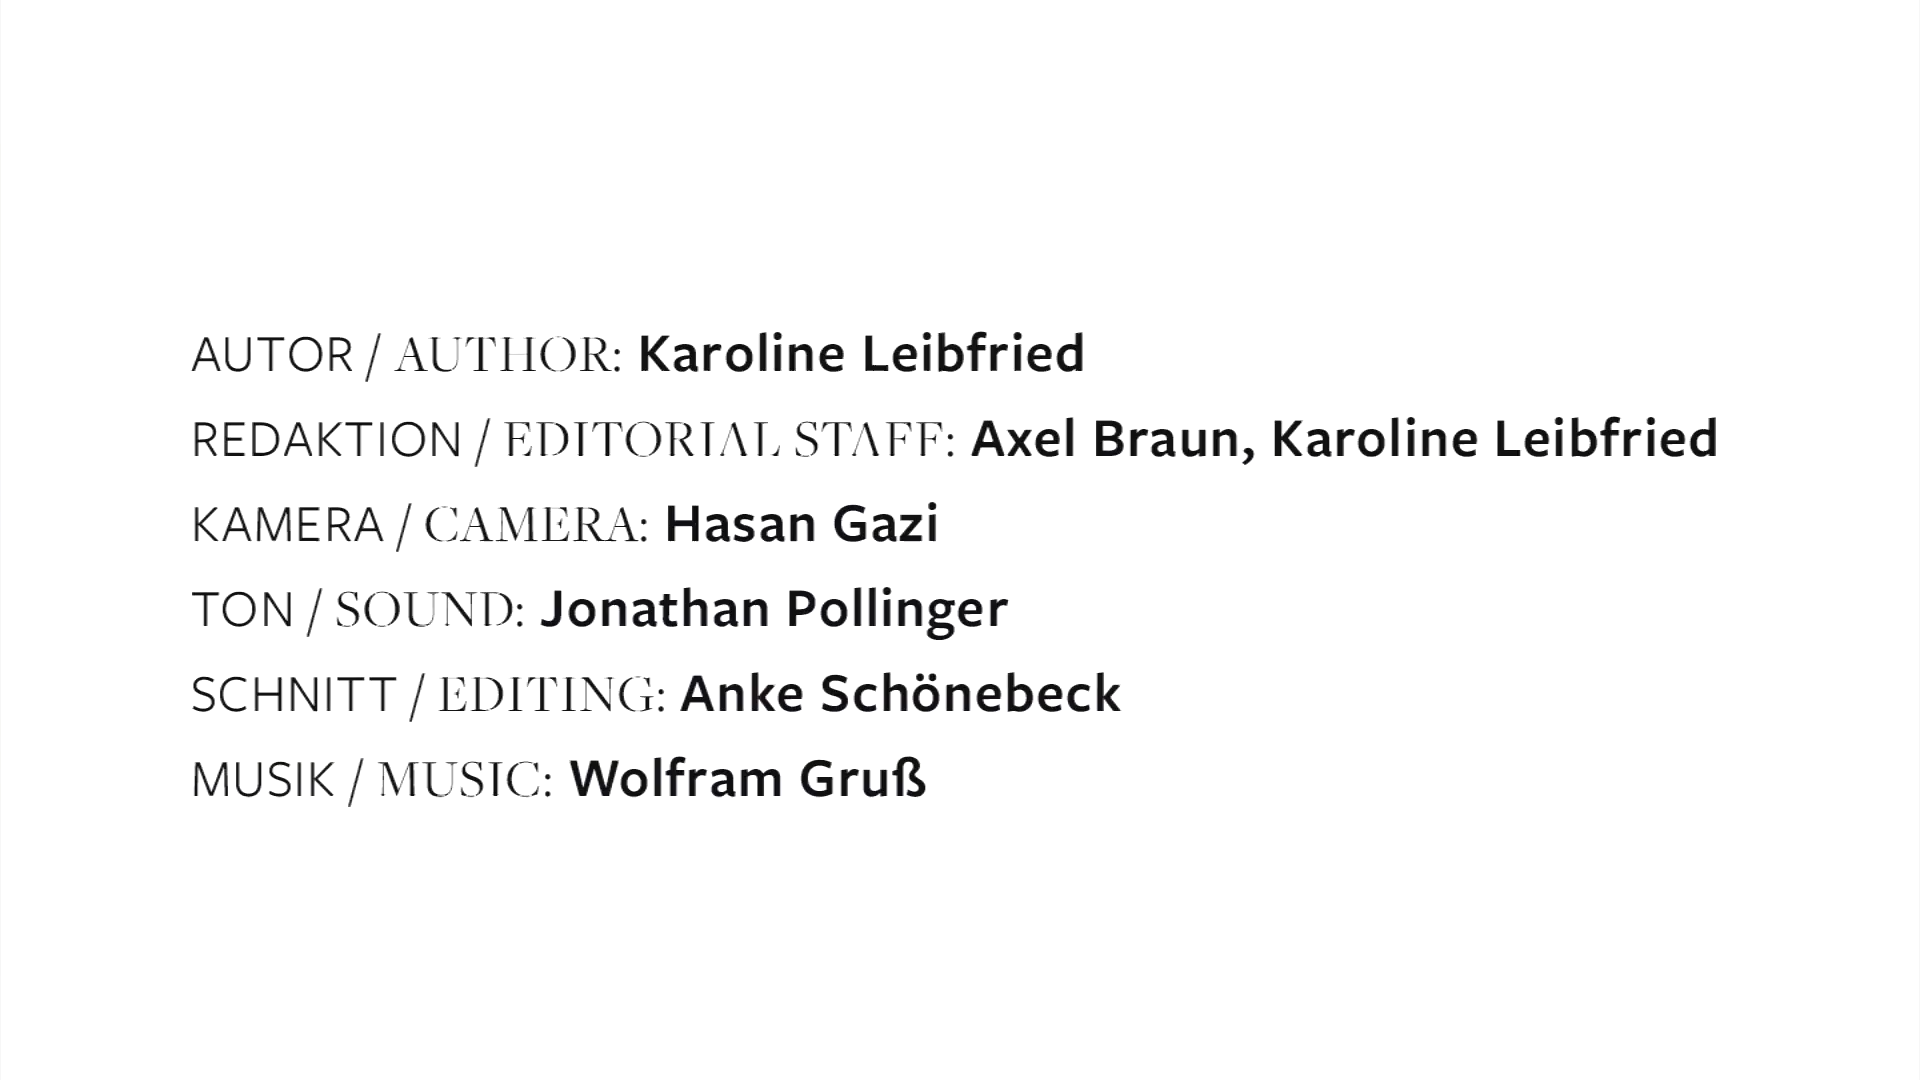 AUTOR / AUTHOR: Karoline Leibfried
REDAKTION / EDITORIAL STAFF: Axel Braun, Karoline Leibfried
KAMERA / CAMERA: Hasan Gazi
TON / SOUND: Jonathan Pollinger
SCHNITT / EDITING: Anke Schönebeck
MUSIK / MUSIC: Wolfram Gruß